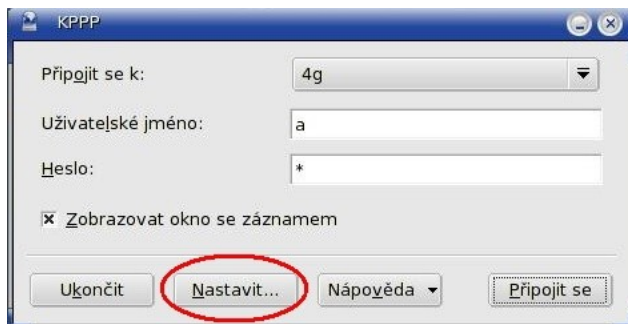 KPPP
Připojit se k: 4g
Uživatelské jméno: a
Heslo: *
Zobrazovat okno se záznamem
Ukončit Nastavit... Nápověda Připojit se